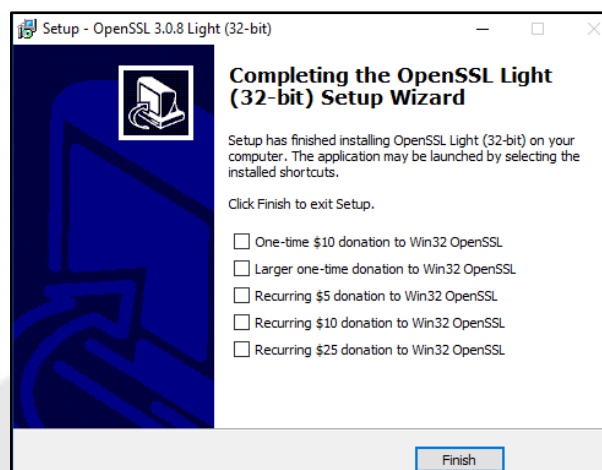 Setup - OpenSSL 3.0.8 Light (32-bit)
Completing the OpenSSL Light
(32-bit) Setup Wizard
Setup has finished installing OpenSSL Light (32-bit) on your
computer. The application may be launched by selecting the
installed shortcuts.
Click Finish to exit Setup.
One-time $10 donation to Win32 OpenSSL
Larger one-time donation to Win32 OpenSSL
Recurring $5 donation to Win32 OpenSSL
Recurring $10 donation to Win32 OpenSSL
Recurring $25 donation to Win32 OpenSSL
Finish